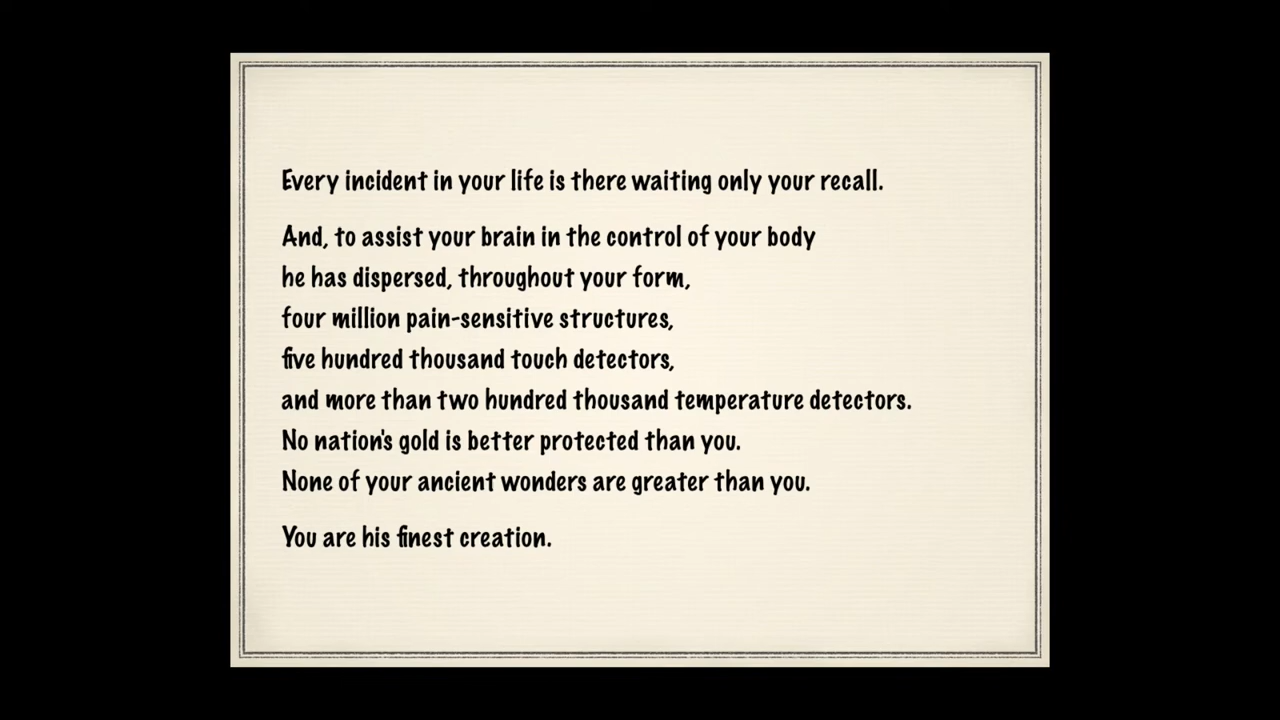 Every incident in your life is there waiting only your recall.
And, to assist your brain in the control of your body
he has dispersed, throughout your form,
four million pain-sensitive structures,
five hundred thousand touch detectors,
and more than two hundred thousand temperature detectors.
No nation's gold is better protected than you.
None of your ancient wonders are greater than you.
You are his finest creation.